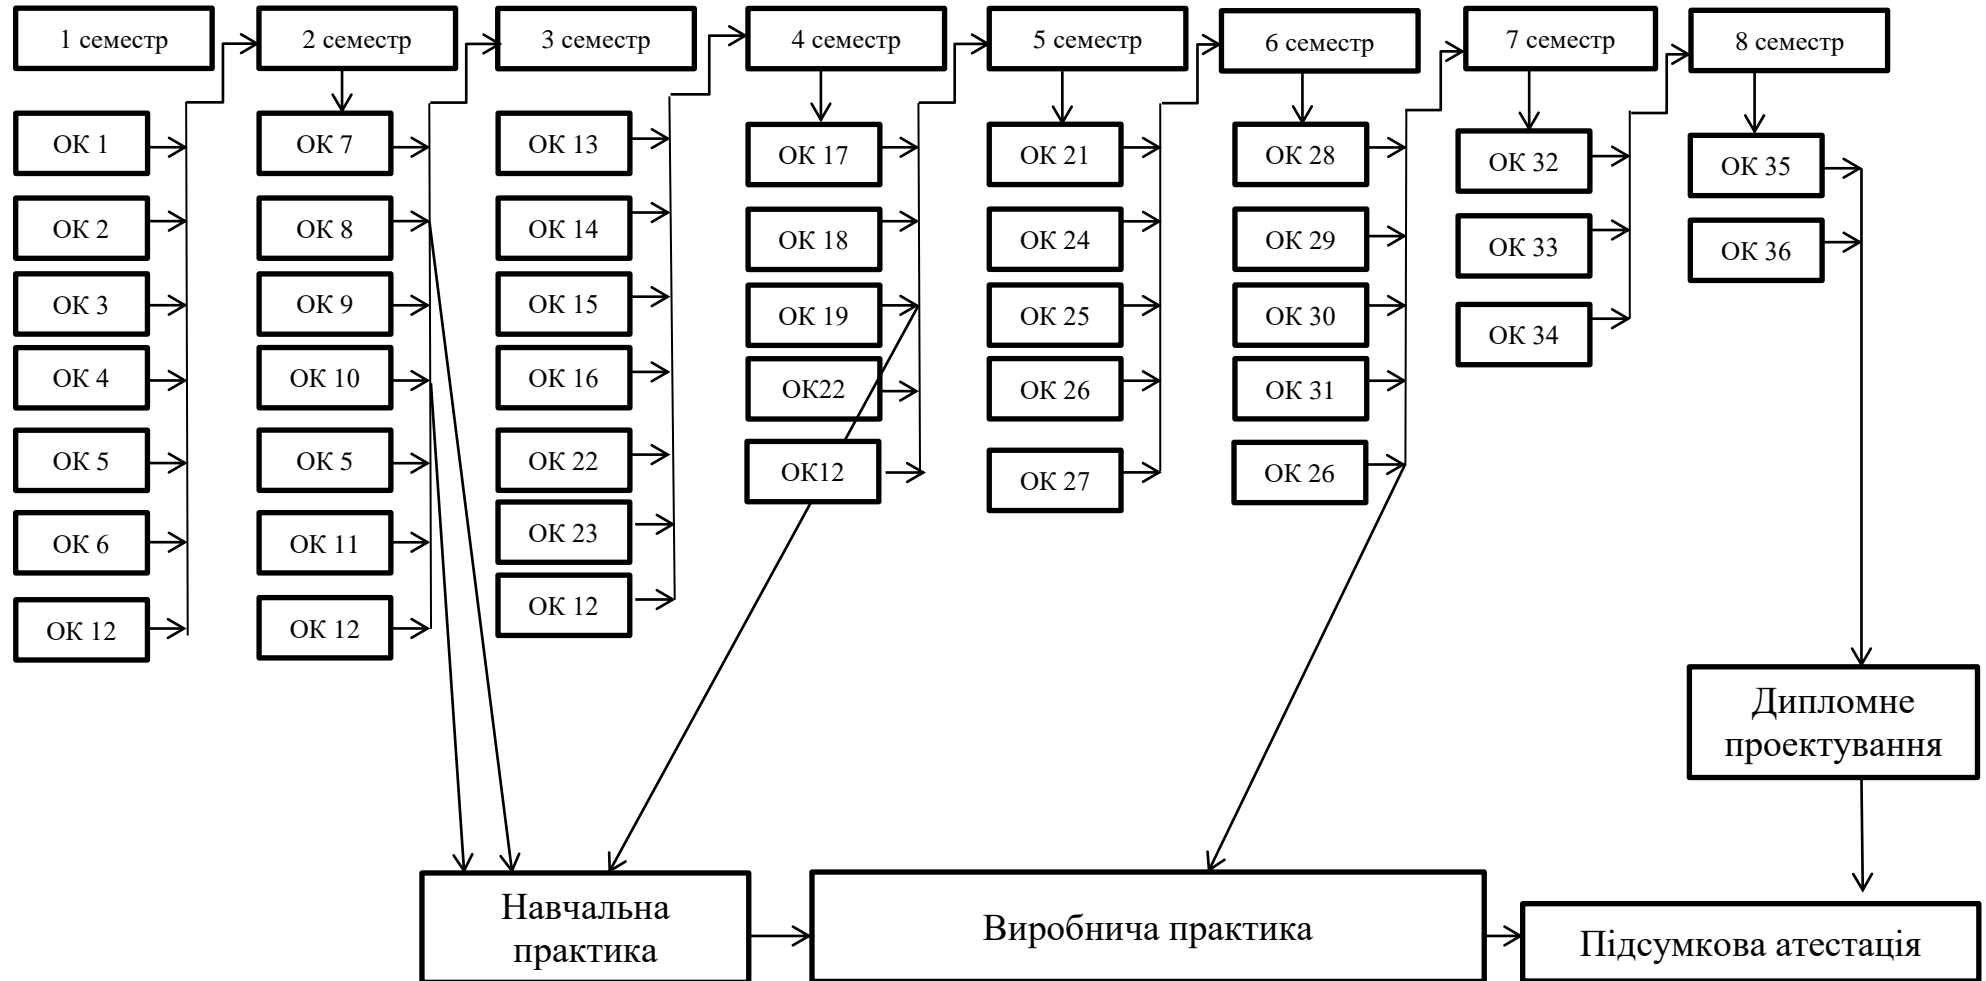 1 семестр
2 семестр
3 семестр
4 семестр
5 семестр
6 семестр
7 семестр
8 семестр
ОК 1
ОК 2
ОК 3
ОК 4
ОК 5
ОК 6
ОК 12
ОК 7
ОК 8
ОК 9
ОК 10
ОК 5
ОК 11
ОК 12
ОК 13
ОК 14
ОК 15
ОК 16
ОК 22
ОК 23
ОК 12
ОК 17
ОК 18
ОК 19
ОК22
ОК12
ОК 21
ОК 24
ОК 25
ОК 26
ОК 27
ОК 28
ОК 29
ОК 30
ОК 31
ОК 26
ОК 32
ОК 33
ОК 34
ОК 35
ОК 36
Дипломне
проектування
Навчальна
практика
Виробнича практика
Підсумкова атестація